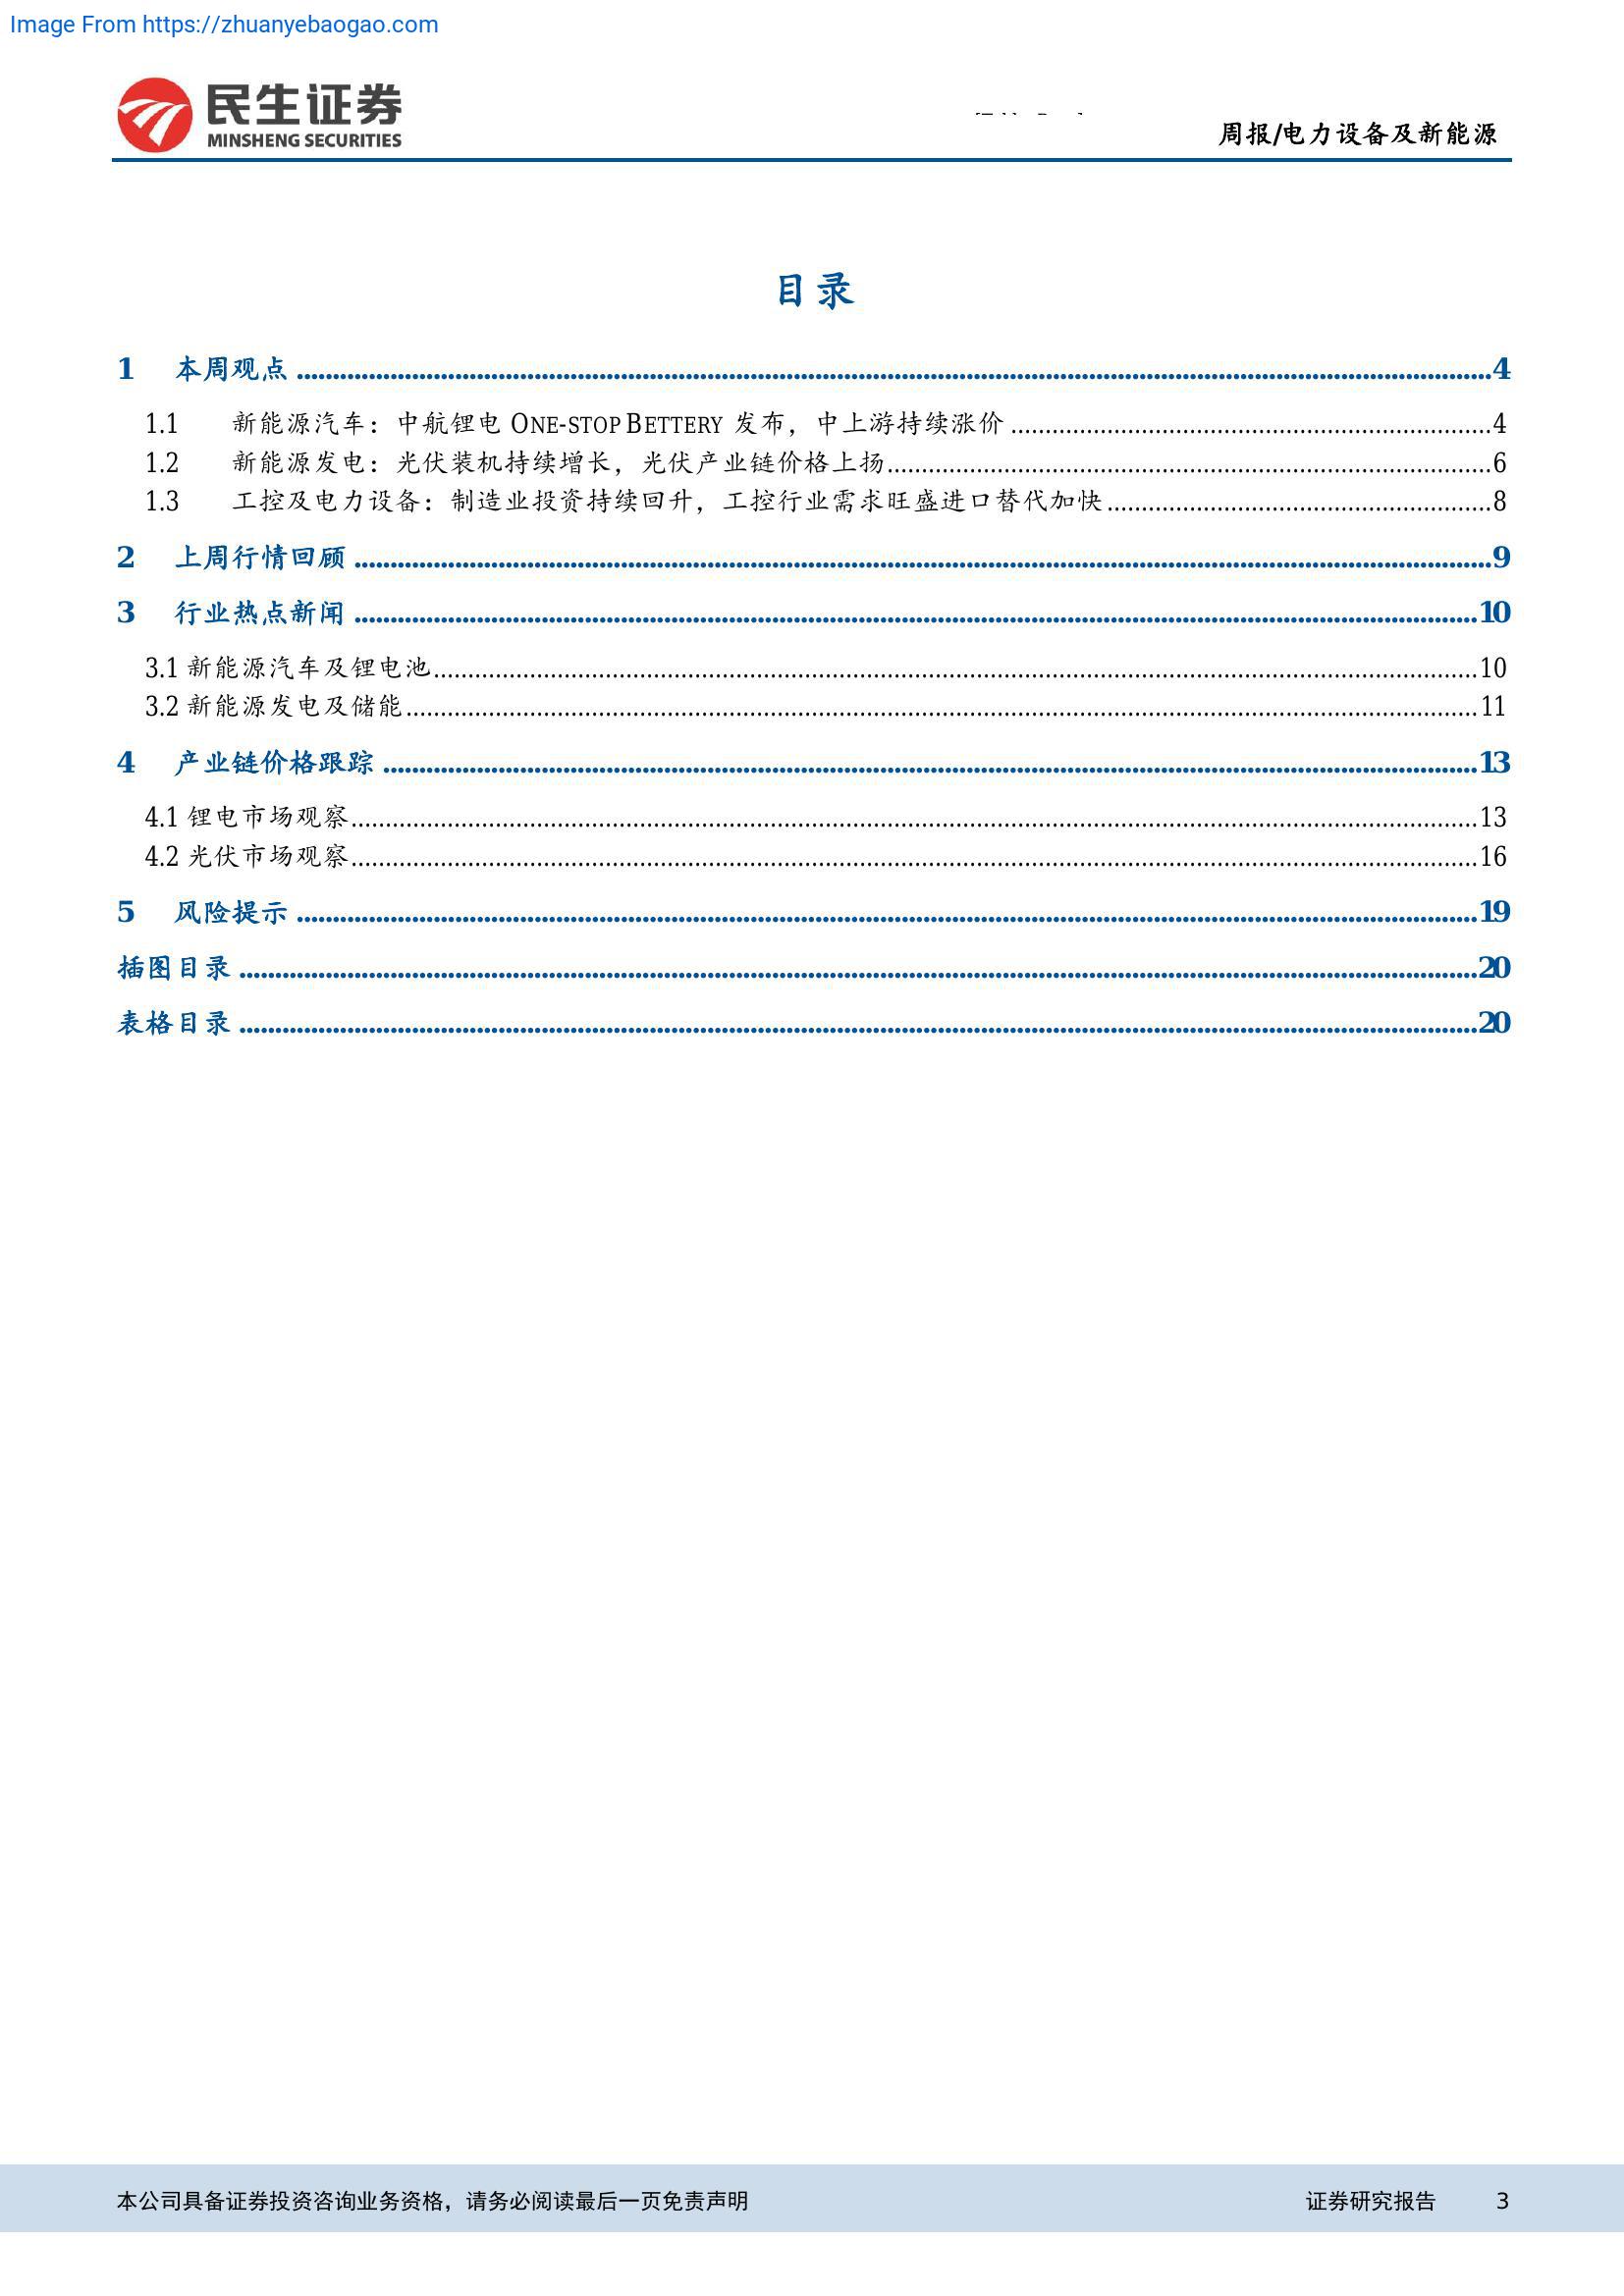 Image From https://zhuanyebaogao.com
民生证券
MINSHENG SECURITIES
周报/电力设备及新能源
目录
1 本周观点 ........................................ 4
1.1 新能源汽车：中航锂电 ONE-STOP BETTERY 发布，中上游持续涨价 ........................................ 4
1.2 新能源发电：光伏装机持续增长，光伏产业链价格上扬 ........................................ 6
1.3 工控及电力设备：制造业投资持续回升，工控行业需求旺盛进口替代加快 ........................................ 8
2 上周行情回顾 ........................................ 9
3 行业热点新闻 ........................................ 10
3.1 新能源汽车及锂电池 ........................................ 10
3.2 新能源发电及储能 ........................................ 11
4 产业链价格跟踪 ........................................ 13
4.1 锂电市场观察 ........................................ 13
4.2 光伏市场观察 ........................................ 16
5 风险提示 ........................................ 19
插图目录 ........................................ 20
表格目录 ........................................ 20
本公司具备证券投资咨询业务资格，请务必阅读最后一页免责声明 证券研究报告 3